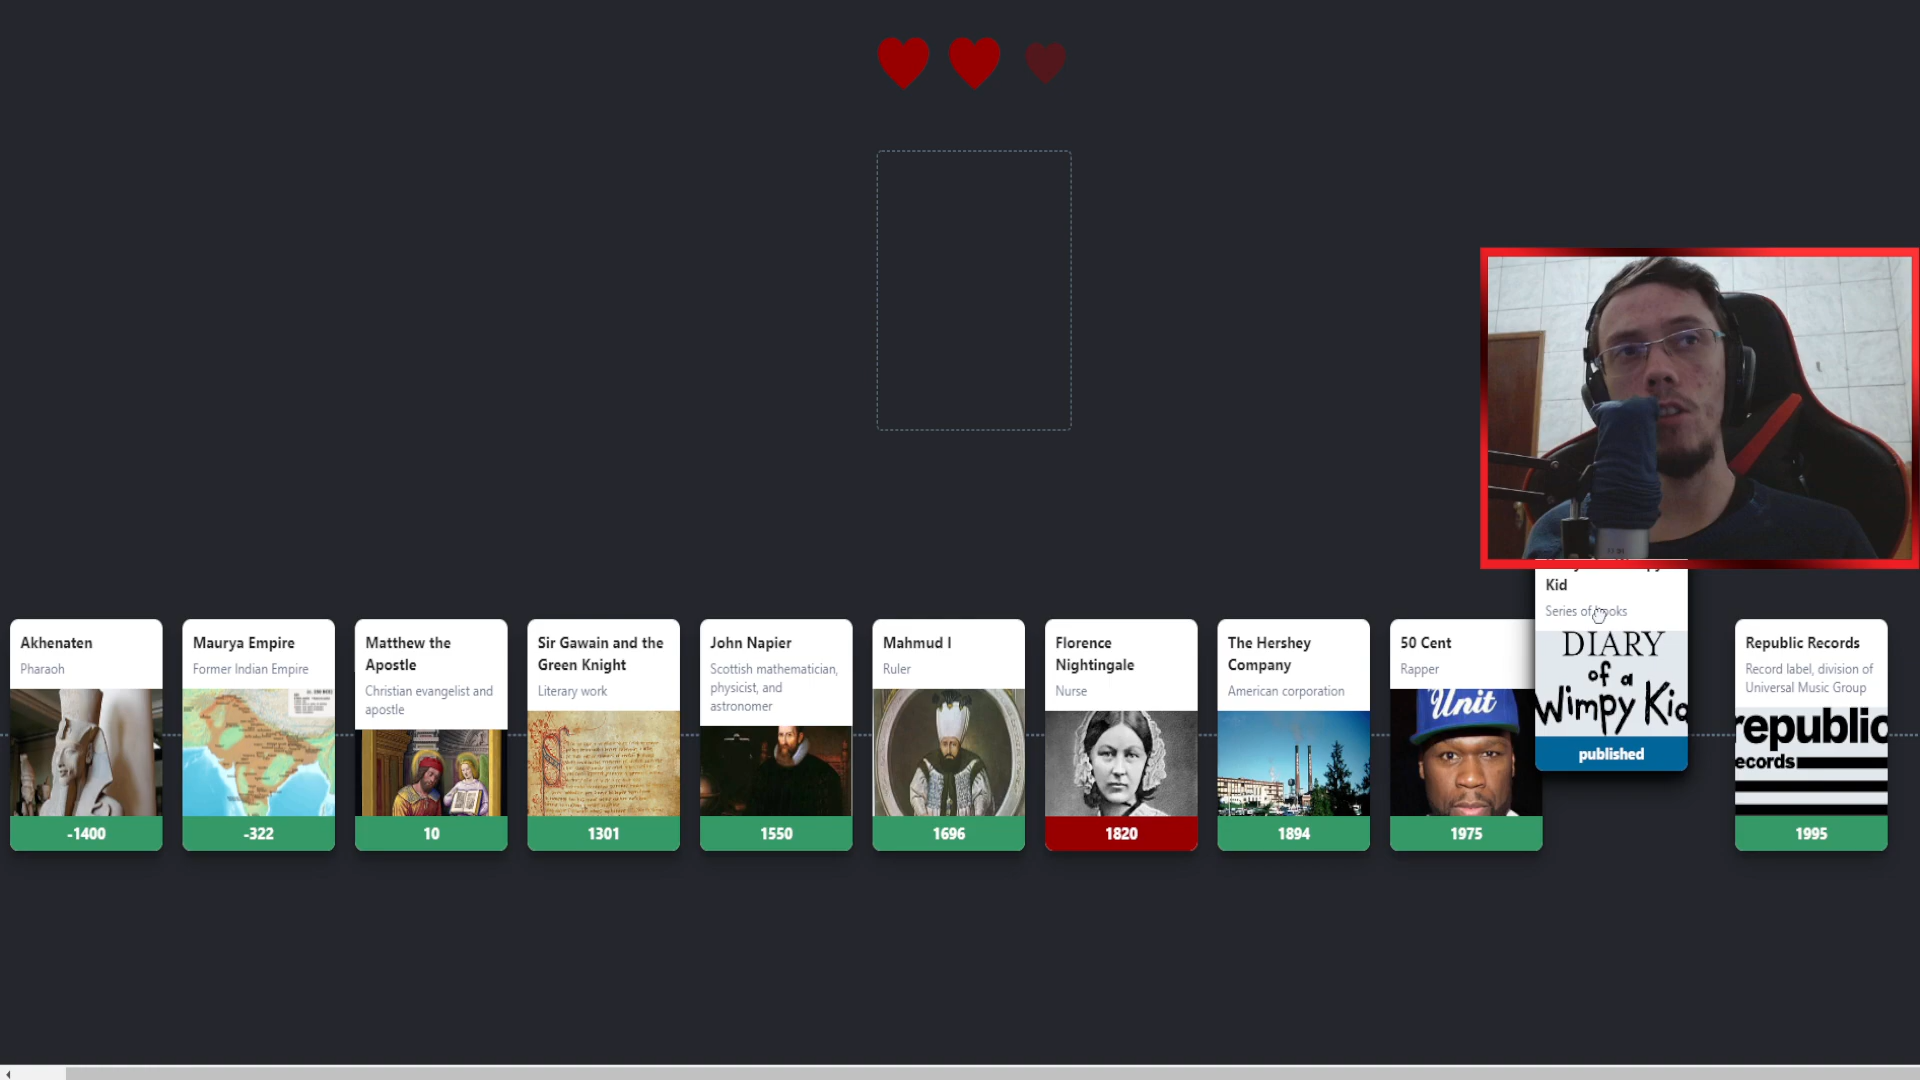 Akhenaten
Pharaoh
-1400
Maurya Empire
Former Indian Empire
-322
Matthew the
Apostle
Christian evangelist and
apostle
10
Sir Gawain and the
Green Knight
Literary work
1301
John Napier
Scottish mathematician,
physicist, and
astronomer
1550
Mahmud I
Ruler
1696
Florence
Nightingale
Nurse
1820
The Hershey
Company
American corporation
1894
50 Cent
Rapper
Unit
1975
Kid
Series of books
DIARY
of a
Wimpy Kid
published
Republic Records
Record label, division of
Universal Music Group
republic
ecords
1995